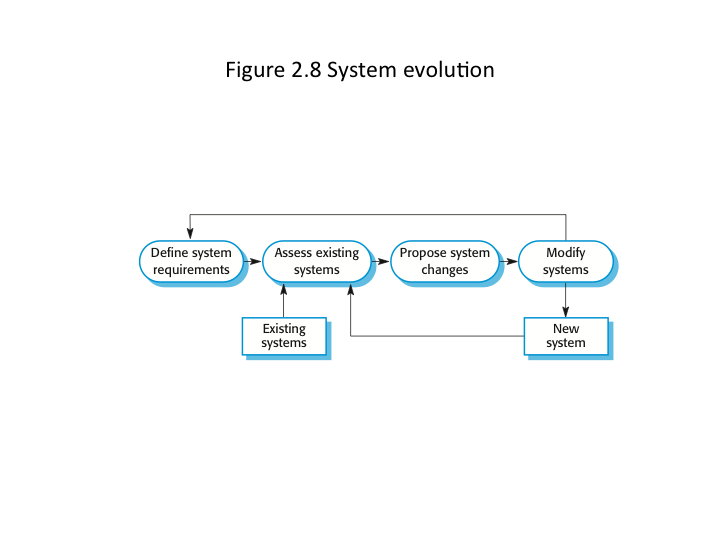 Figure 2.8 System evolution
Define system
requirements
Assess existing
systems
Propose system
changes
Modify
systems
Existing
systems
New
system